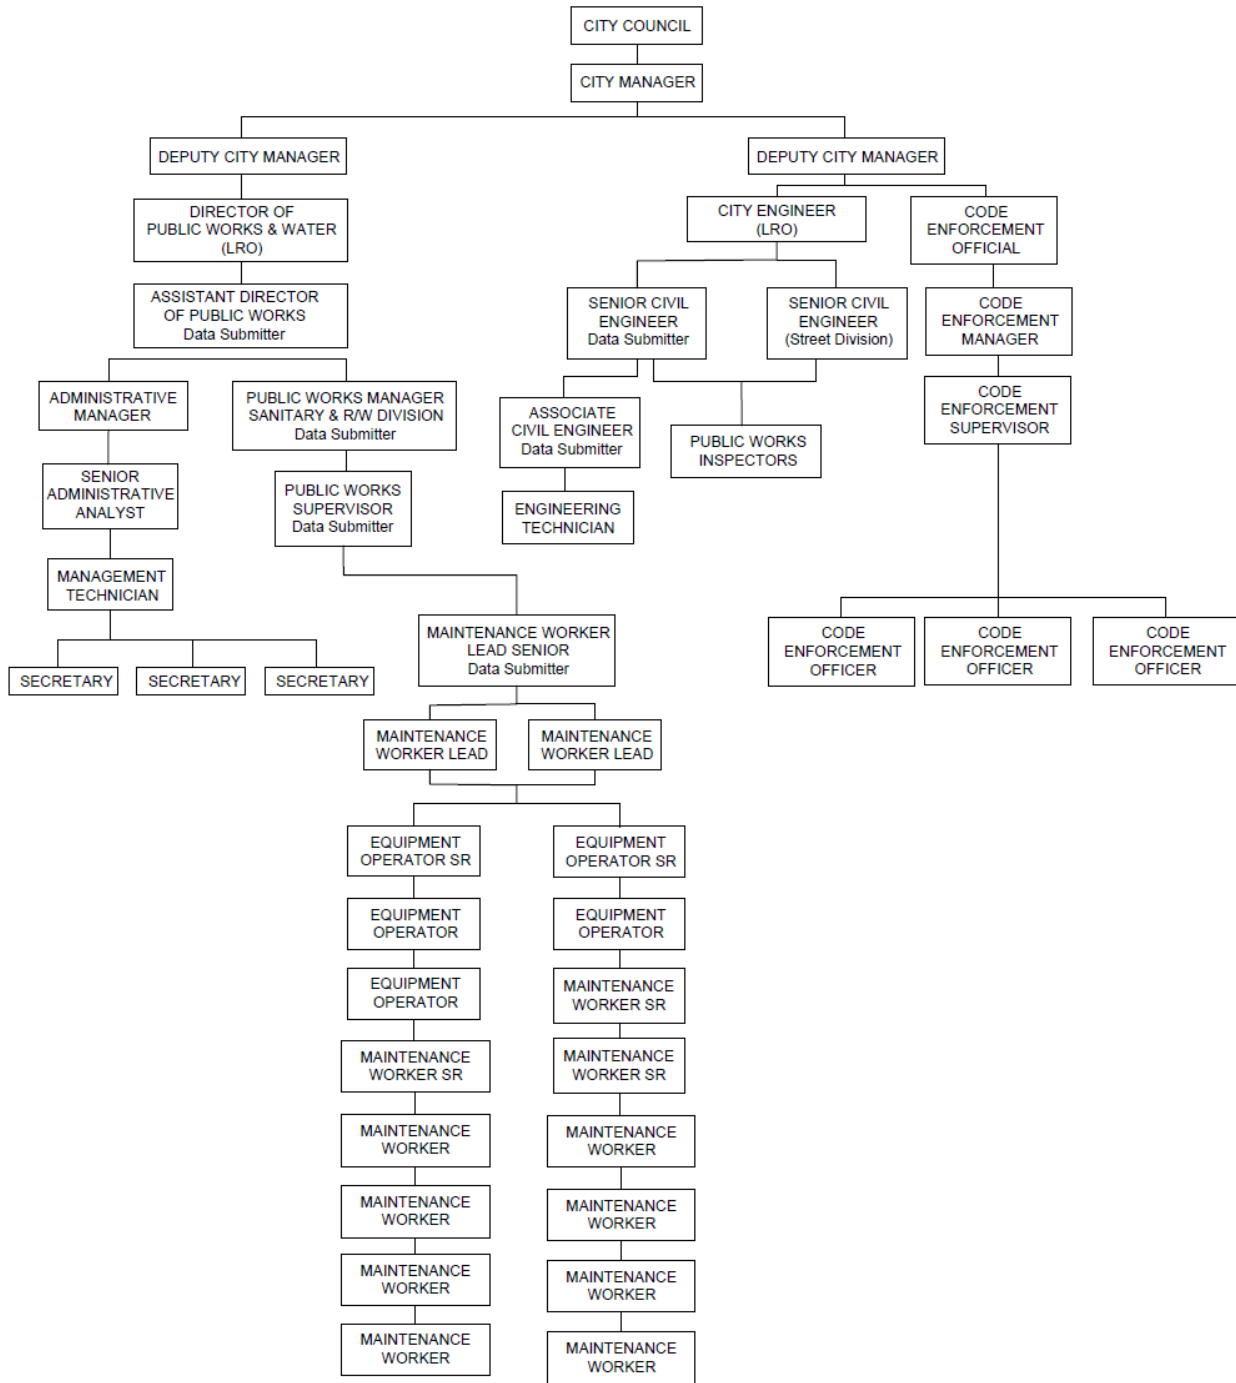 CITY COUNCIL
CITY MANAGER
DEPUTY CITY MANAGER
DEPUTY CITY MANAGER
DIRECTOR OF
PUBLIC WORKS & WATER
(LRO)
CITY ENGINEER
(LRO)
CODE
ENFORCEMENT
OFFICIAL
ASSISTANT DIRECTOR
OF PUBLIC WORKS
Data Submitter
SENIOR CIVIL
ENGINEER
Data Submitter
SENIOR CIVIL
ENGINEER
(Street Division)
CODE
ENFORCEMENT
MANAGER
ADMINISTRATIVE
MANAGER
PUBLIC WORKS MANAGER
SANITARY & R/W DIVISION
Data Submitter
ASSOCIATE
CIVIL ENGINEER
Data Submitter
PUBLIC WORKS
INSPECTORS
CODE
ENFORCEMENT
SUPERVISOR
SENIOR
ADMINISTRATIVE
ANALYST
PUBLIC WORKS
SUPERVISOR
Data Submitter
ENGINEERING
TECHNICIAN
MANAGEMENT
TECHNICIAN
SECRETARY
SECRETARY
SECRETARY
MAINTENANCE WORKER
LEAD SENIOR
Data Submitter
CODE
ENFORCEMENT
OFFICER
CODE
ENFORCEMENT
OFFICER
CODE
ENFORCEMENT
OFFICER
MAINTENANCE
WORKER LEAD
MAINTENANCE
WORKER LEAD
EQUIPMENT
OPERATOR SR
EQUIPMENT
OPERATOR SR
EQUIPMENT
OPERATOR
EQUIPMENT
OPERATOR
EQUIPMENT
OPERATOR
MAINTENANCE
WORKER SR
MAINTENANCE
WORKER SR
MAINTENANCE
WORKER SR
MAINTENANCE
WORKER
MAINTENANCE
WORKER
MAINTENANCE
WORKER
MAINTENANCE
WORKER
MAINTENANCE
WORKER
MAINTENANCE
WORKER
MAINTENANCE
WORKER
MAINTENANCE
WORKER